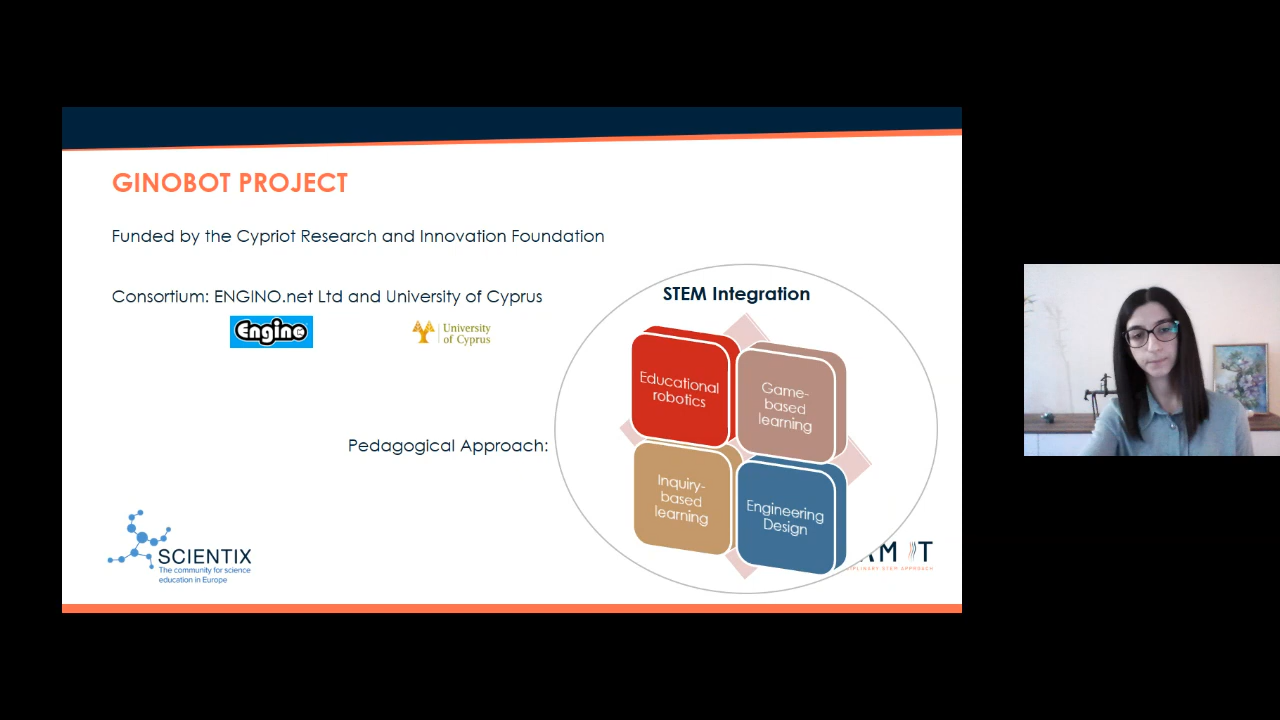 GINOBOT PROJECT
Funded by the Cypriot Research and Innovation Foundation
Consortium: ENGINO.net Ltd and University of Cyprus
Engino
University
of Cyprus
STEM Integration
Educational
robotics
Game-
based
learning
Pedagogical Approach:
Inquiry-
based
learning
Engineering
Design
SCIENTIX
The community for science
education in Europe